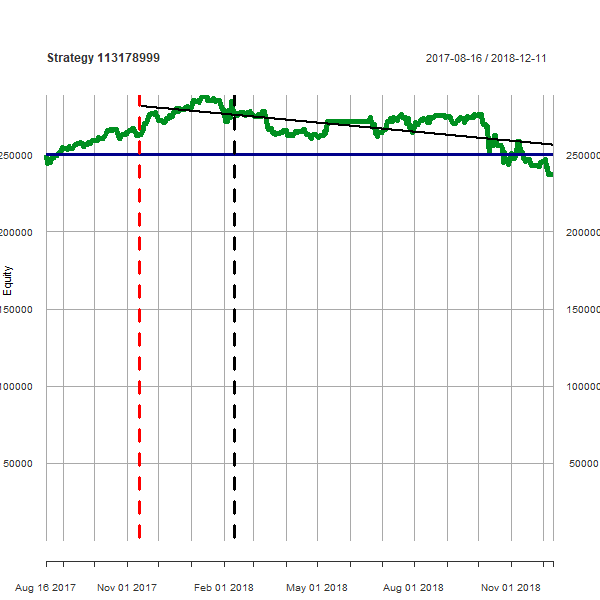 Strategy 113178999 2017-08-16 / 2018-12-11
250000 250000
200000 200000
Equity
150000 150000
100000 100000
50000 50000
Aug 16 2017 Nov 01 2017 Feb 01 2018 May 01 2018 Aug 01 2018 Nov 01 2018